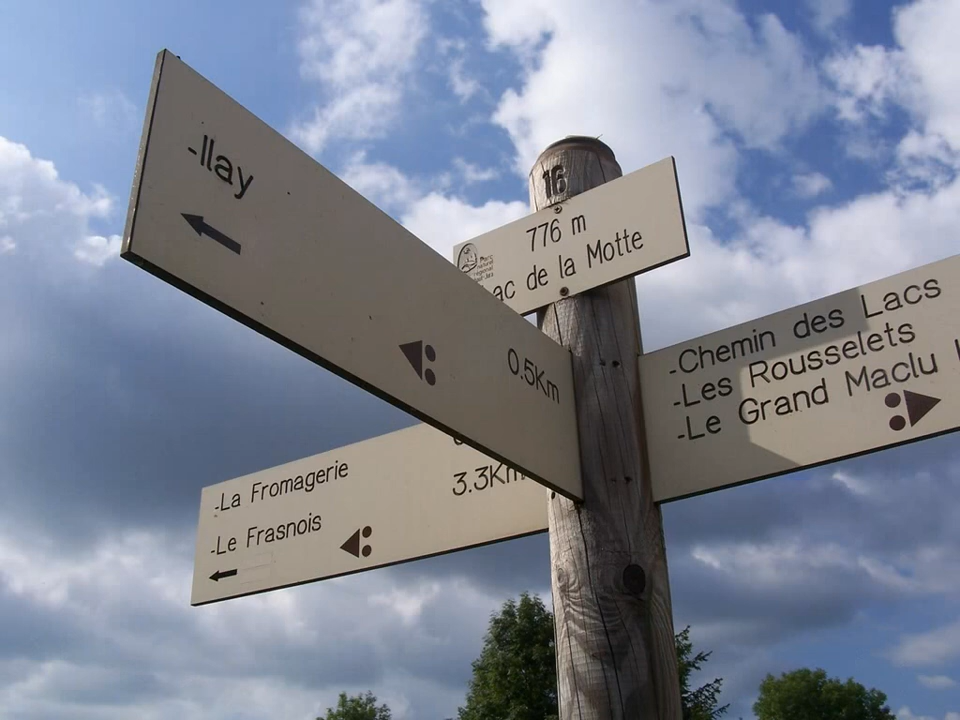 -Ilay
0.5Km
16
776 m
ac de la Motte
-Chemin des Lacs
-Les Rousselets
-Le Grand Maclu
-La Fromagerie
-Le Frasnois
3.3Km